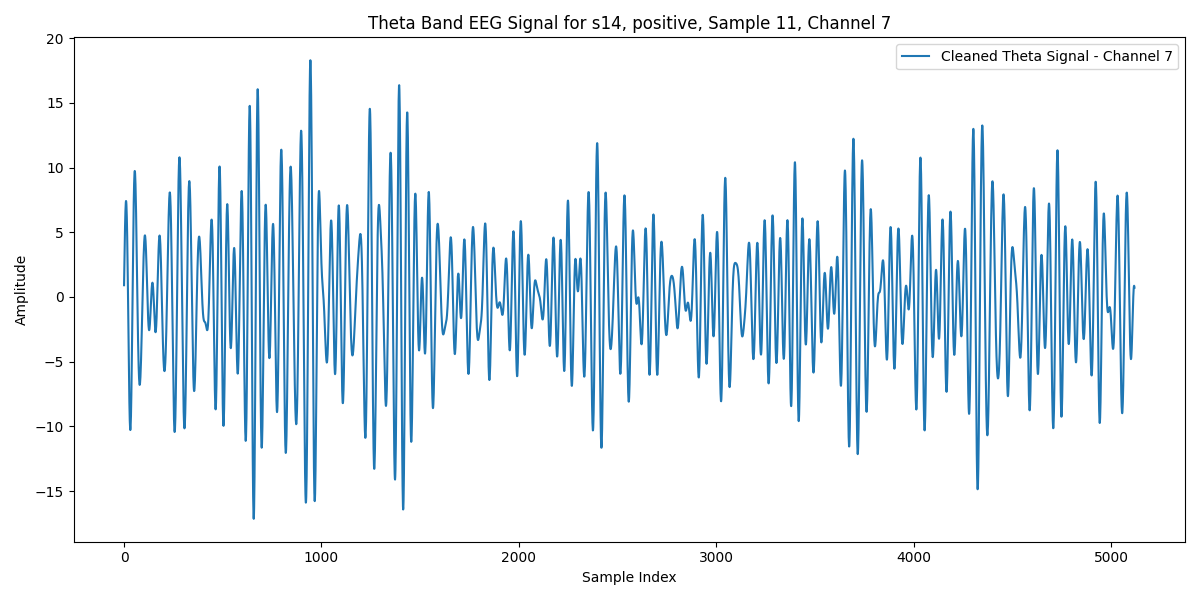 Theta Band EEG Signal for s14, positive, Sample 11, Channel 7
Cleaned Theta Signal - Channel 7
Amplitude
20
15
10
5
0
−5
−10
−15
0 1000 2000 3000 4000 5000
Sample Index